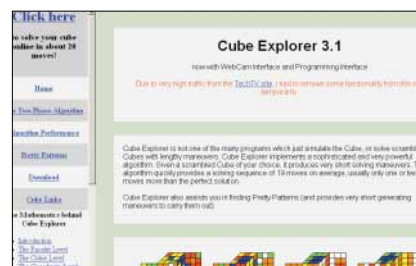 Click here
to solve your cube
online in about 20
moves!
Home
Two Phase Algorithm
Algorithm Performance
Pretty Patterns
Download
Cube Links
The Mathematics behind
Cube Explorer
Introduction
The Facelet Level
The Cubie Level
Cube Explorer 3.1
now with WebCam Interface and Programming Interface
Due to very high traffic from the TechTV site, I had to remove some functionality from this
temporarily.
Cube Explorer is not one of the many programs which just simulate the Cube, or solve scrambled
Cubes with lengthy maneuvers. Cube Explorer implements a sophisticated and very powerful
algorithm. Given a scrambled Cube of your choice, it produces very short solving maneuvers. T
algorithm quickly provides a solving sequence of 19 moves on average, usually only one or two
moves more than the perfect solution.
Cube Explorer also assists you in finding Pretty Patterns (and provides very short generating
maneuvers to carry them out).